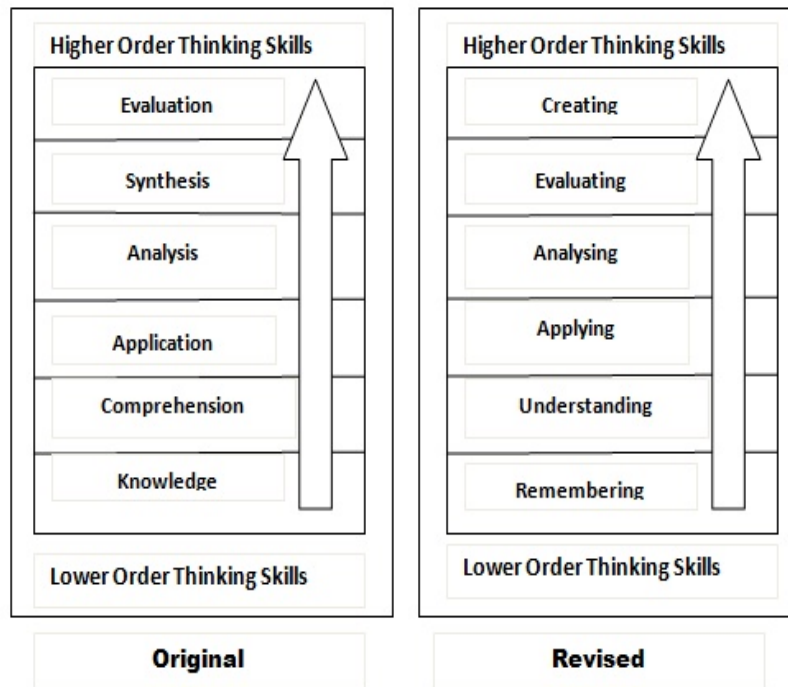 Higher Order Thinking Skills
Evaluation
Synthesis
Analysis
Application
Comprehension
Knowledge
Lower Order Thinking Skills
Original
Higher Order Thinking Skills
Creating
Evaluating
Analysing
Applying
Understanding
Remembering
Lower Order Thinking Skills
Revised